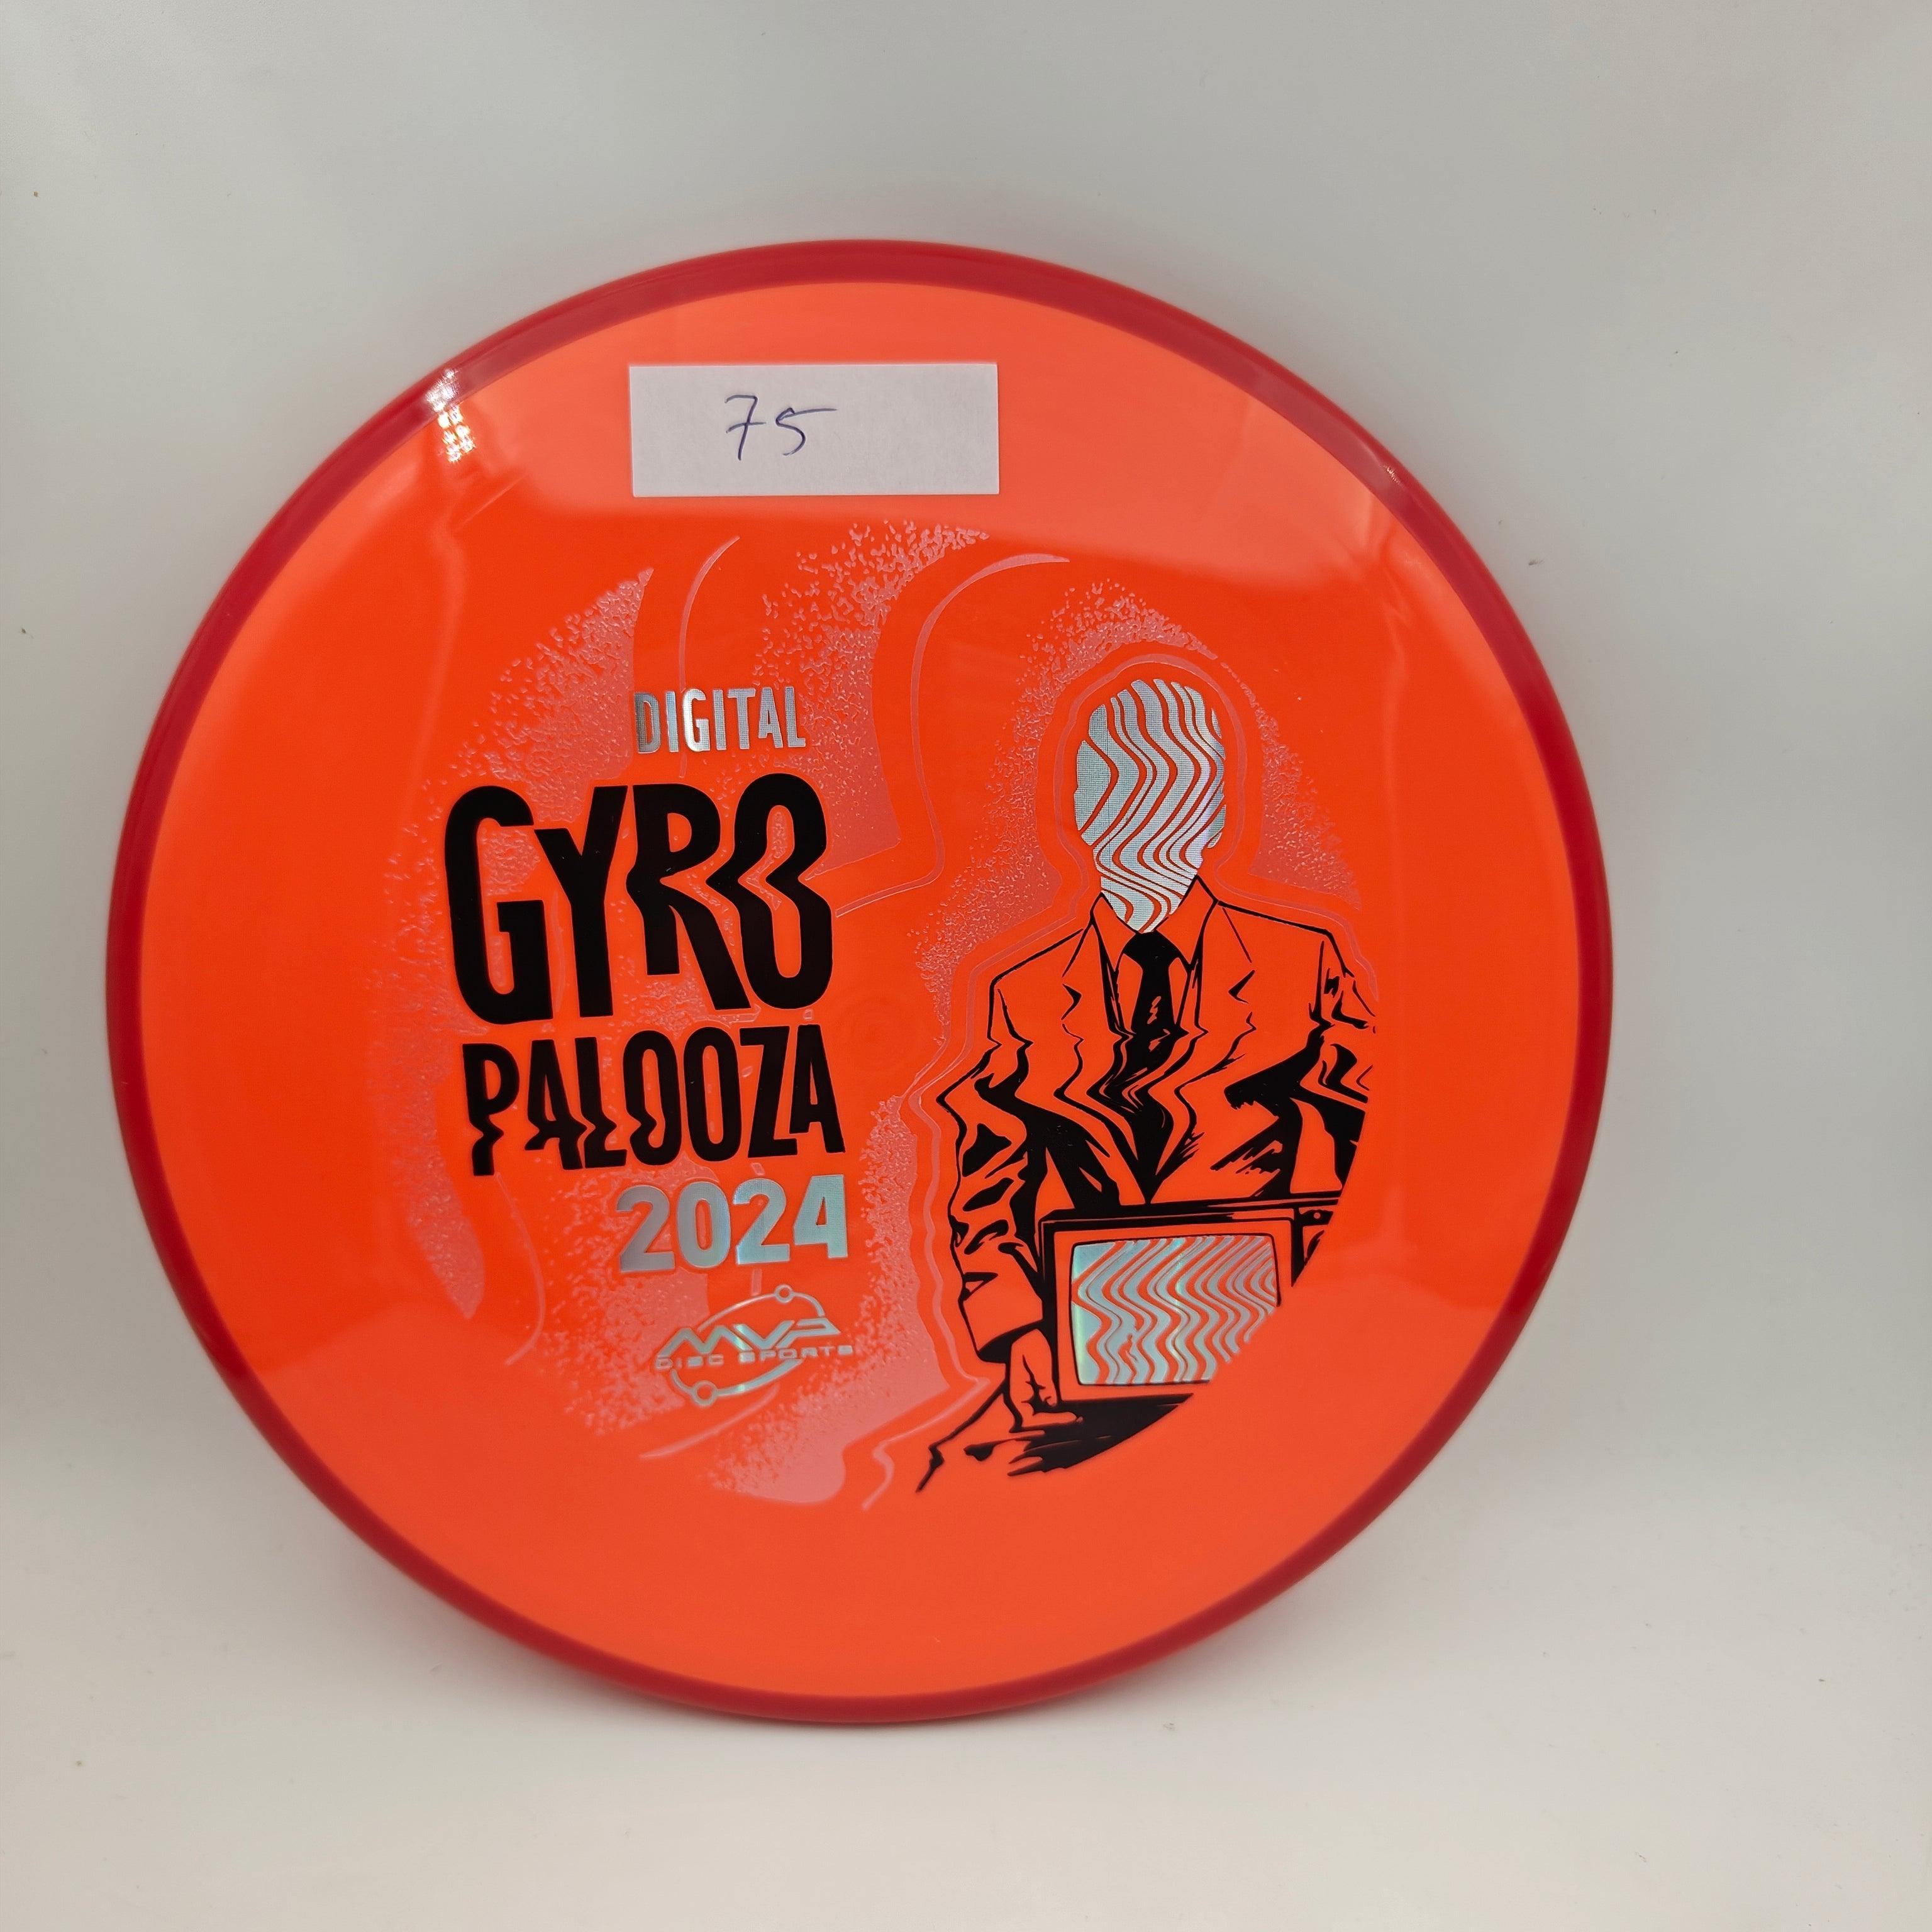 75
DIGITAL
GYRO
PALOOZA
2024
MVP
DISC SPORTS